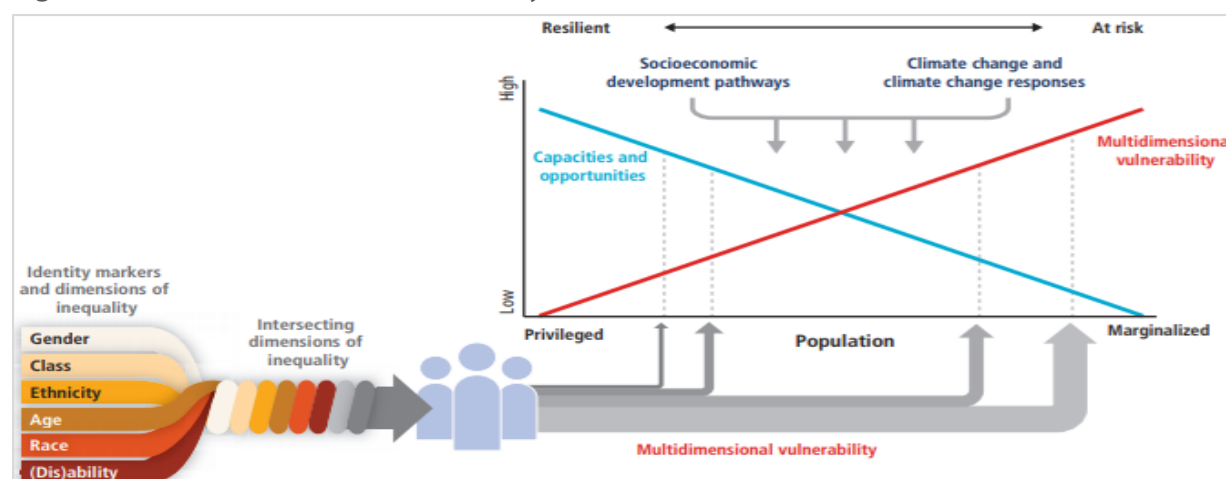 Resilient
At risk
Socioeconomic
development pathways
Climate change and
climate change responses
High
Capacities and
opportunities
Multidimensional
vulnerability
Low
Privileged
Population
Marginalized
Identity markers
and dimensions of
inequality
Intersecting
dimensions of
inequality
Gender
Class
Ethnicity
Age
Race
(Dis)ability
Multidimensional vulnerability